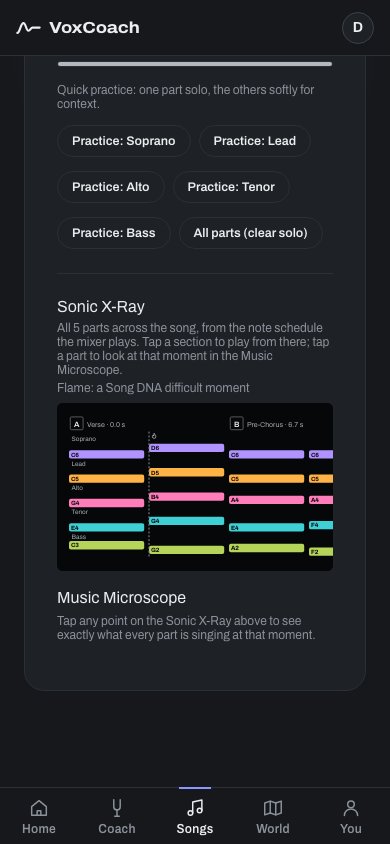 VoxCoach
D
Quick practice: one part solo, the others softly for
context.
Practice: Soprano
Practice: Lead
Practice: Alto
Practice: Tenor
Practice: Bass
All parts (clear solo)
Sonic X-Ray
All 5 parts across the song, from the note schedule
the mixer plays. Tap a section to play from there; tap
a part to look at that moment in the Music
Microscope.
Flame: a Song DNA difficult moment
A Verse · 0.0 s
B Pre-Chorus · 6.7 s
Soprano
D6
C6
C6
C6
Lead
D5
C5
C5
C5
Alto
B4
G4
A4
A4
Tenor
G4
E4
E4
F4
Bass
C3
G2
A2
F2
Music Microscope
Tap any point on the Sonic X-Ray above to see
exactly what every part is singing at that moment.
Home
Coach
Songs
World
You